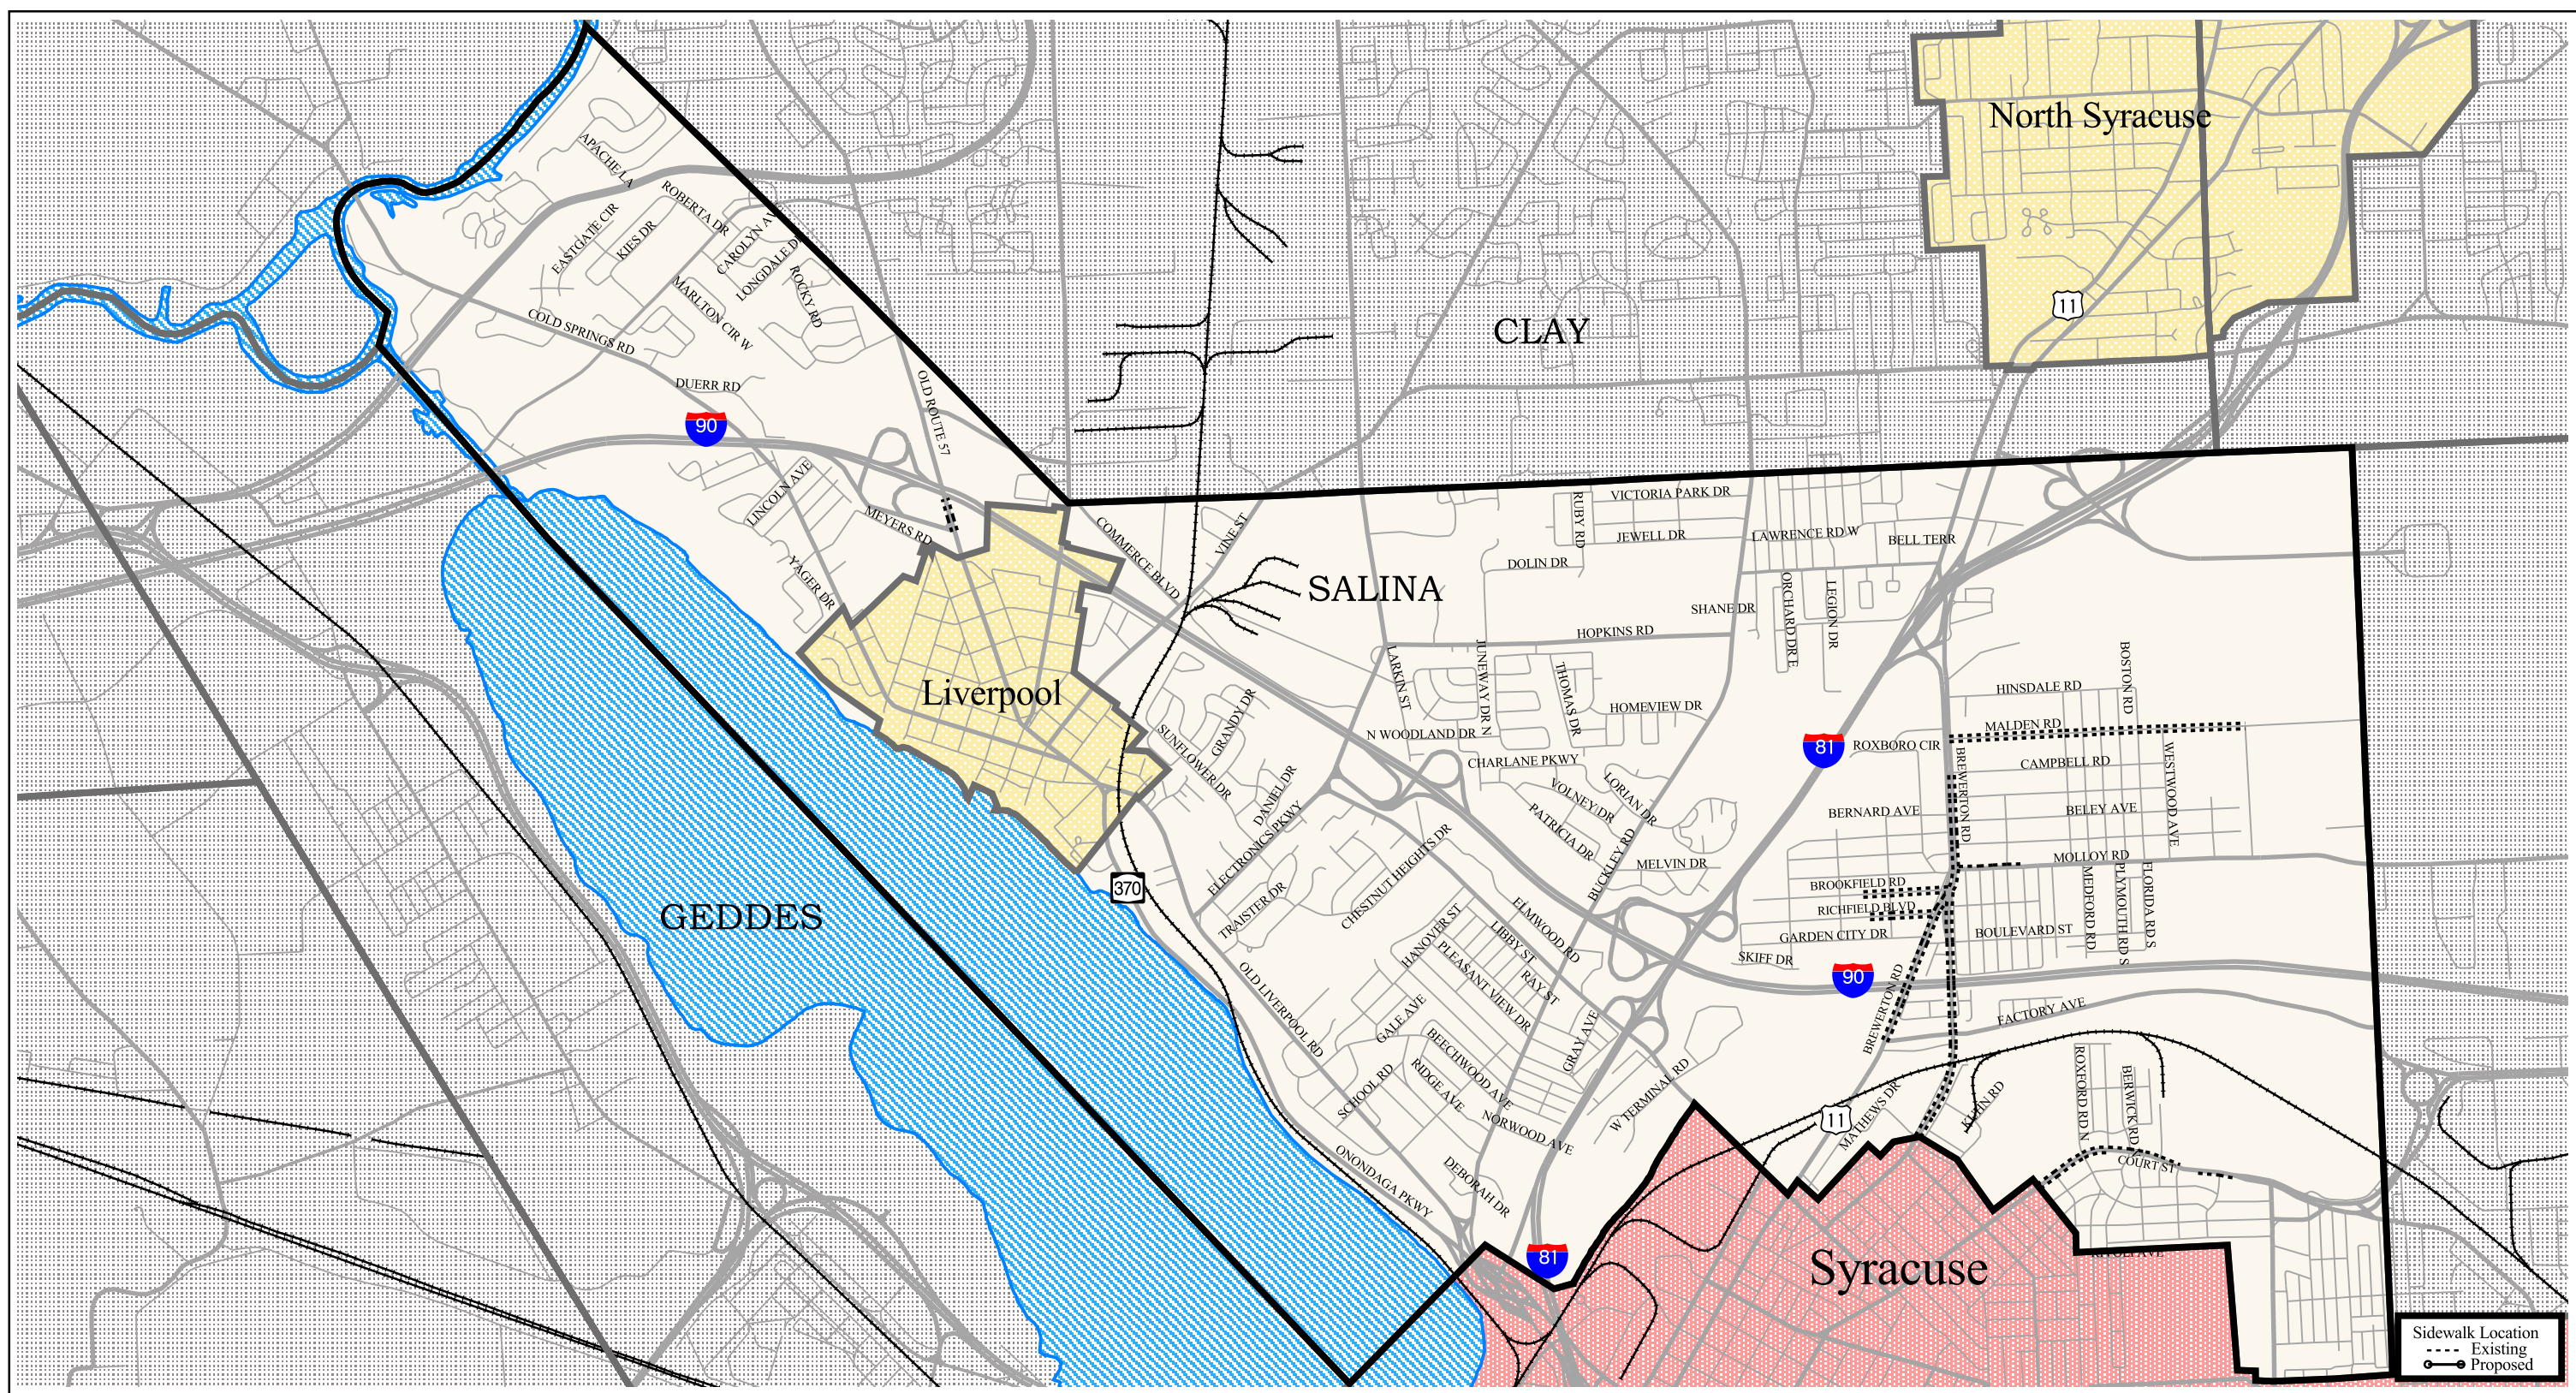 North Syracuse
11
CLAY
APACHE LA
ROBERTA DR
EASTGATE CIR
KIES DR
CAROLYN AV
LONGDALE D
ROCKY RD
MARLTON CIR W
COLD SPRINGS RD
DUERR RD
90
OLD ROUTE 57
LINCOLN AVE
MEYERS RD
YAGER DR
COMMERCE BLVD
VINE ST
SALINA
Liverpool
RUBY RD
VICTORIA PARK DR
JEWELL DR
DOLIN DR
LAWRENCE RD W
BELL TERR
SHANE DR
ORCHARD DR E
LEGION DR
HOPKINS RD
LARKIN ST
JUNEWAY DR N
THOMAS DR
HOMEVIEW DR
N WOODLAND DR
CHARLANE PKWY
VOLNEY DR
LORIAN DR
PATRICIA DR
BUCKLEY RD
MELVIN DR
81
ROXBORO CIR
BERNARD AVE
BREWERTON RD
HINSDALE RD
BOSTON RD
MALDEN RD
CAMPBELL RD
WESTWOOD AVE
BELEY AVE
MOLLOY RD
MEDFORD RD
PLYMOUTH RD S
FLORIDA RD S
BROOKFIELD RD
RICHFIELD BLVD
GARDEN CITY DR
BOULEVARD ST
SKIFF DR
90
BREWERTON RD
FACTORY AVE
SUNFLOWER DR
GRANDY DR
DANIEL DR
ELECTRONICS PKWY
TRAISTER DR
CHESTNUT HEIGHTS DR
370
GEDDES
HANOVER ST
LIBBY ST
ELMWOOD RD
PLEASANT VIEW DR
RAY ST
GALE AVE
GRAY AVE
OLD LIVERPOOL RD
BEECHWOOD AVE
RIDGE AVE
SCHOOL RD
NORWOOD AVE
W TERMINAL RD
ONONDAGA PKWY
DEBORAH DR
81
11
MATHEWS DR
KUHN RD
ROXFORD RD N
BERWICK RD
COURT ST
Syracuse
Sidewalk Location
Existing
Proposed